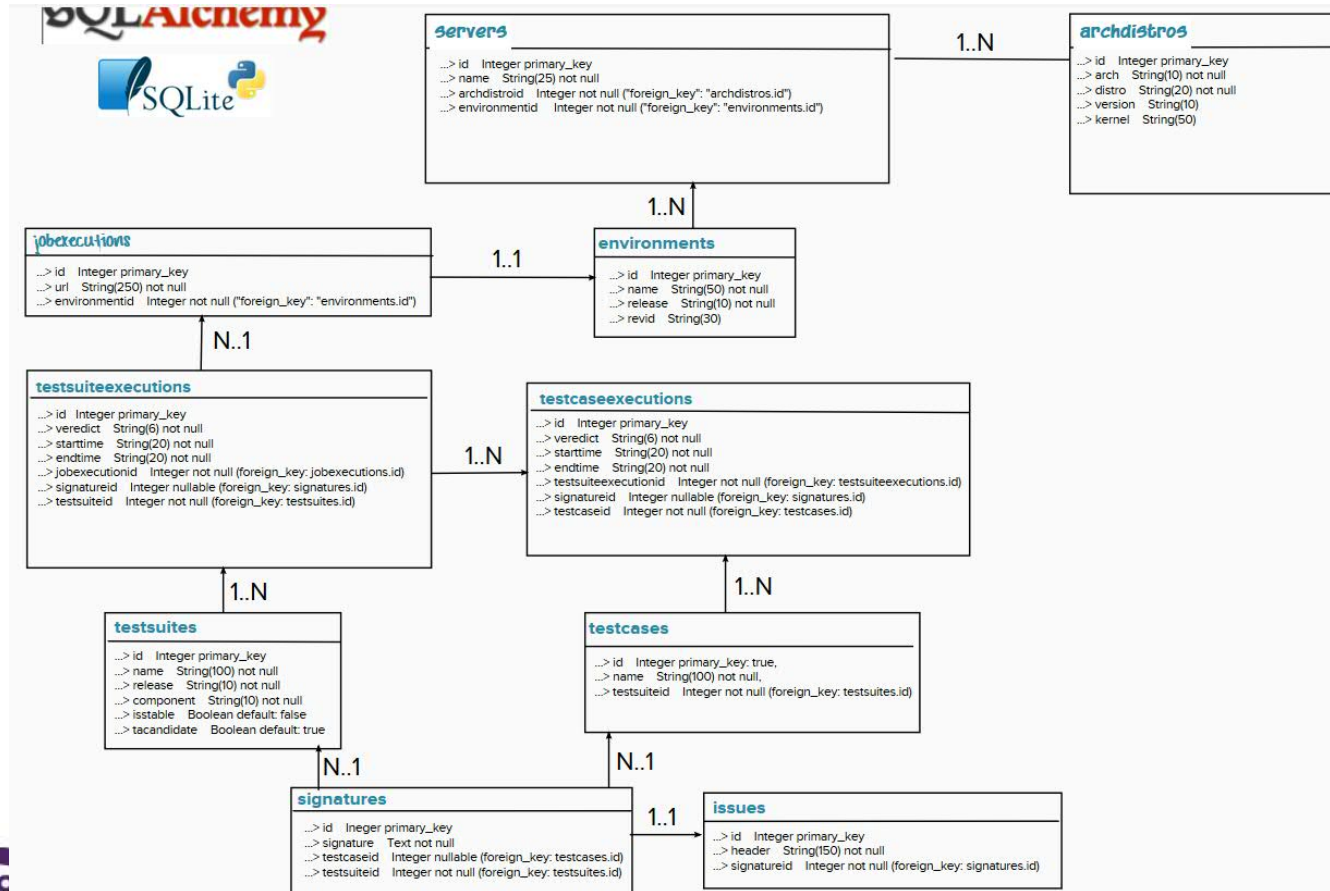 SQLAlchemy
SQLite
servers
...> id Integer primary_key
...> name String(25) not null
...> archdistroid Integer not null ("foreign_key": "archdistros.id")
...> environmentid Integer not null ("foreign_key": "environments.id")
1..N
archdistros
...> id Integer primary_key
...> arch String(10) not null
...> distro String(20) not null
...> version String(10)
...> kernel String(50)
1..N
jobexecutions
...> id Integer primary_key
...> url String(250) not null
...> environmentid Integer not null ("foreign_key": "environments.id")
1..1
environments
...> id Integer primary_key
...> name String(50) not null
...> release String(10) not null
...> revid String(30)
N..1
testsuiteexecutions
...> id Integer primary_key
...> veredict String(6) not null
...> starttime String(20) not null
...> endtime String(20) not null
...> jobexecutionid Integer not null (foreign_key: jobexecutions.id)
...> signatureid Integer nullable (foreign_key: signatures.id)
...> testsuiteid Integer not null (foreign_key: testsuites.id)
1..N
testcaseexecutions
...> id Integer primary_key
...> veredict String(6) not null
...> starttime String(20) not null
...> endtime String(20) not null
...> testsuiteexecutionid Integer not null (foreign_key: testsuiteexecutions.id)
...> signatureid Integer nullable (foreign_key: signatures.id)
...> testcaseid Integer not null (foreign_key: testcases.id)
1..N
1..N
testsuites
...> id Integer primary_key
...> name String(100) not null
...> release String(10) not null
...> component String(10) not null
...> isstable Boolean default: false
...> tacandidate Boolean default: true
testcases
...> id Integer primary_key: true,
...> name String(100) not null,
...> testsuiteid Integer not null (foreign_key: testsuites.id)
N..1
N..1
signatures
...> id Ineger primary_key
...> signature Text not null
...> testcaseid Integer nullable (foreign_key: testcases.id)
...> testsuiteid Integer not null (foreign_key: testsuites.id)
1..1
issues
...> id Integer primary_key
...> header String(150) not null
...> signatureid Integer not null (foreign_key: signatures.id)